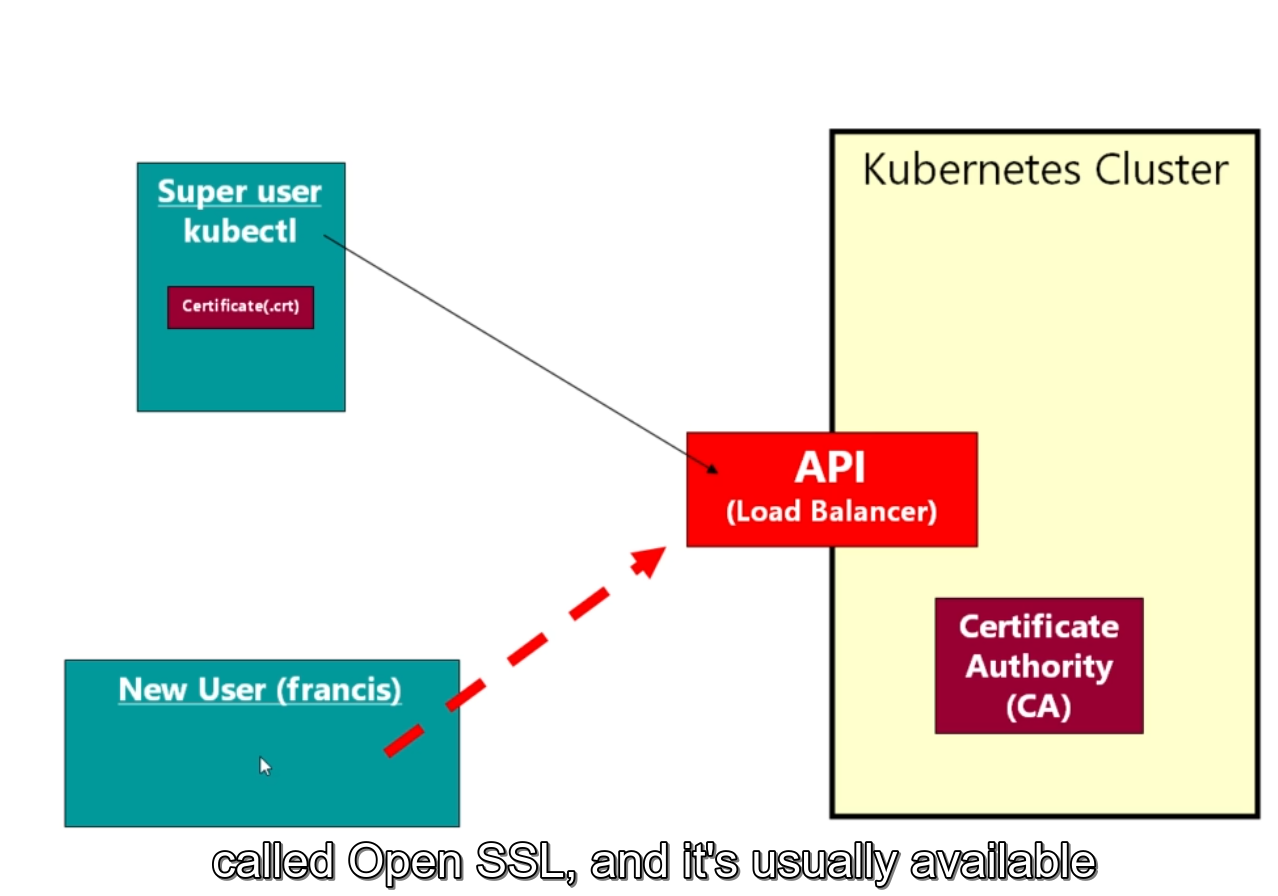 Kubernetes Cluster
Super user
kubectl
Certificate(.crt)
API
(Load Balancer)
Certificate
Authority
(CA)
New User (francis)
called Open SSL, and it's usually available